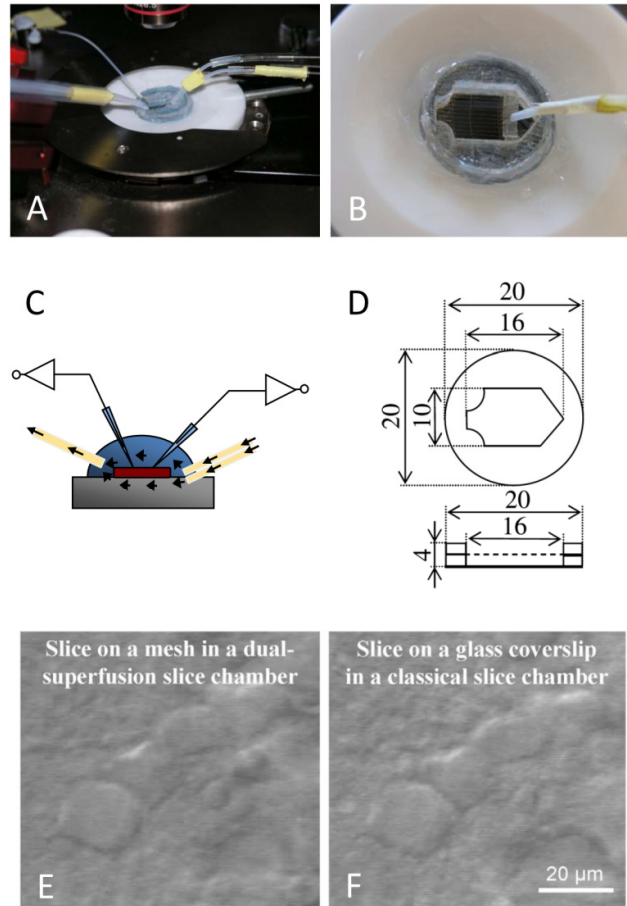 A
B
C
D
20
16
20
10
20
16
4
Slice on a mesh in a dual-
superfusion slice chamber
E
Slice on a glass coverslip
in a classical slice chamber
F
20 µm